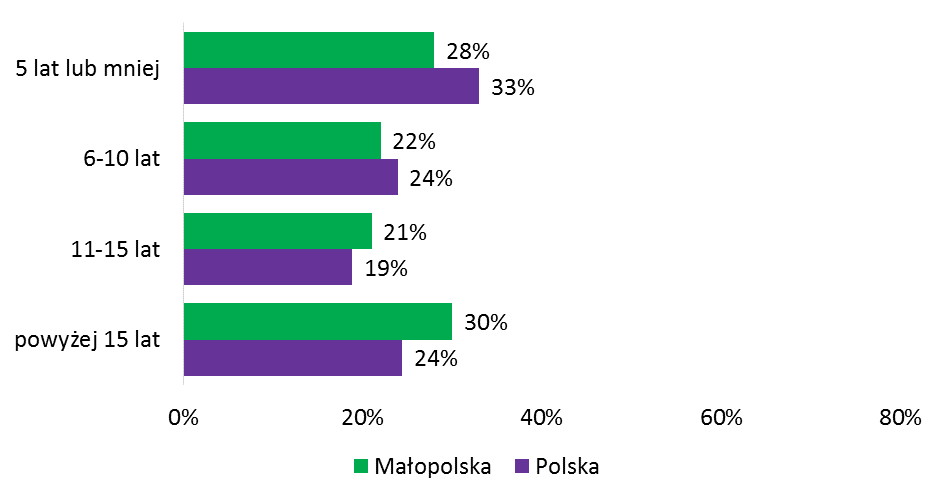 5 lat lub mniej
28%
33%
6-10 lat
22%
24%
11-15 lat
21%
19%
powyżej 15 lat
30%
24%
0% 20% 40% 60% 80%
Małopolska Polska